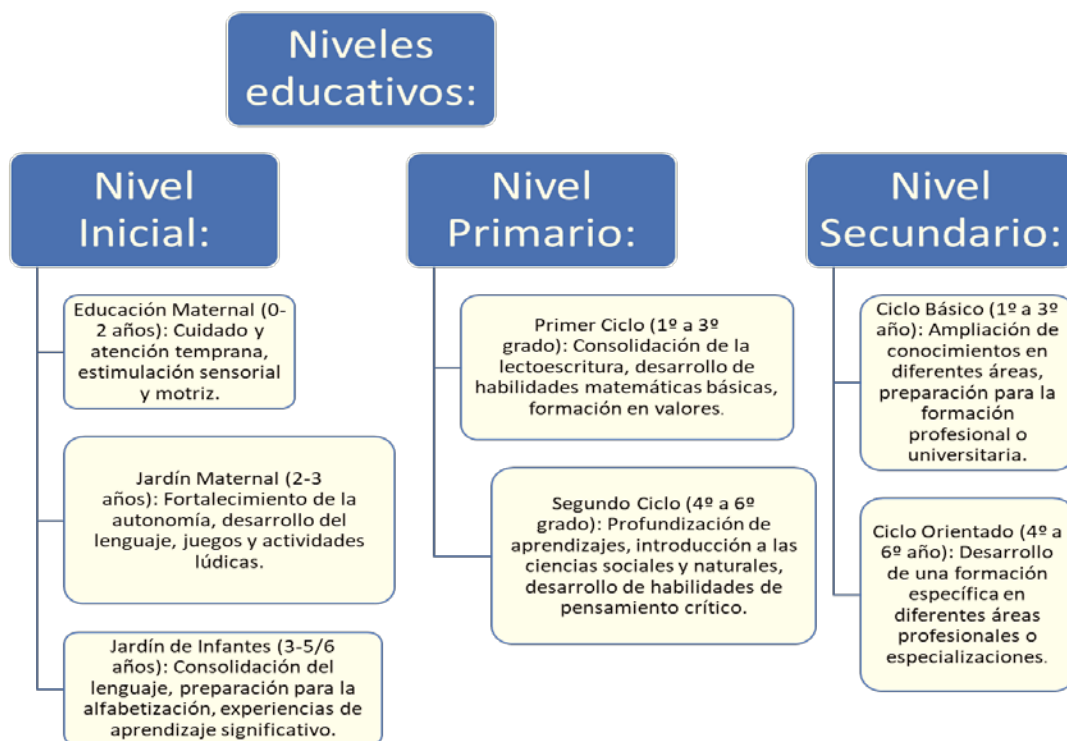 Niveles
educativos:
Nivel
Inicial:
Educación Maternal (0-
2 años): Cuidado y
atención temprana,
estimulación sensorial
y motriz.
Jardín Maternal (2-3
años): Fortalecimiento de la
autonomía, desarrollo del
lenguaje, juegos y actividades
lúdicas.
Jardín de Infantes (3-5/6
años): Consolidación del
lenguaje, preparación para la
alfabetización, experiencias de
aprendizaje significativo.
Nivel
Primario:
Primer Ciclo (1º a 3º
grado): Consolidación de la
lectoescritura, desarrollo de
habilidades matemáticas básicas,
formación en valores.
Segundo Ciclo (4º a 6º
grado): Profundización de
aprendizajes, introducción a las
ciencias sociales y naturales,
desarrollo de habilidades de
pensamiento crítico.
Nivel
Secundario:
Ciclo Básico (1º a 3º
año): Ampliación de
conocimientos en
diferentes áreas,
preparación para la
formación
profesional o
universitaria.
Ciclo Orientado (4º a
6º año): Desarrollo
de una formación
específica en
diferentes áreas
profesionales o
especializaciones.